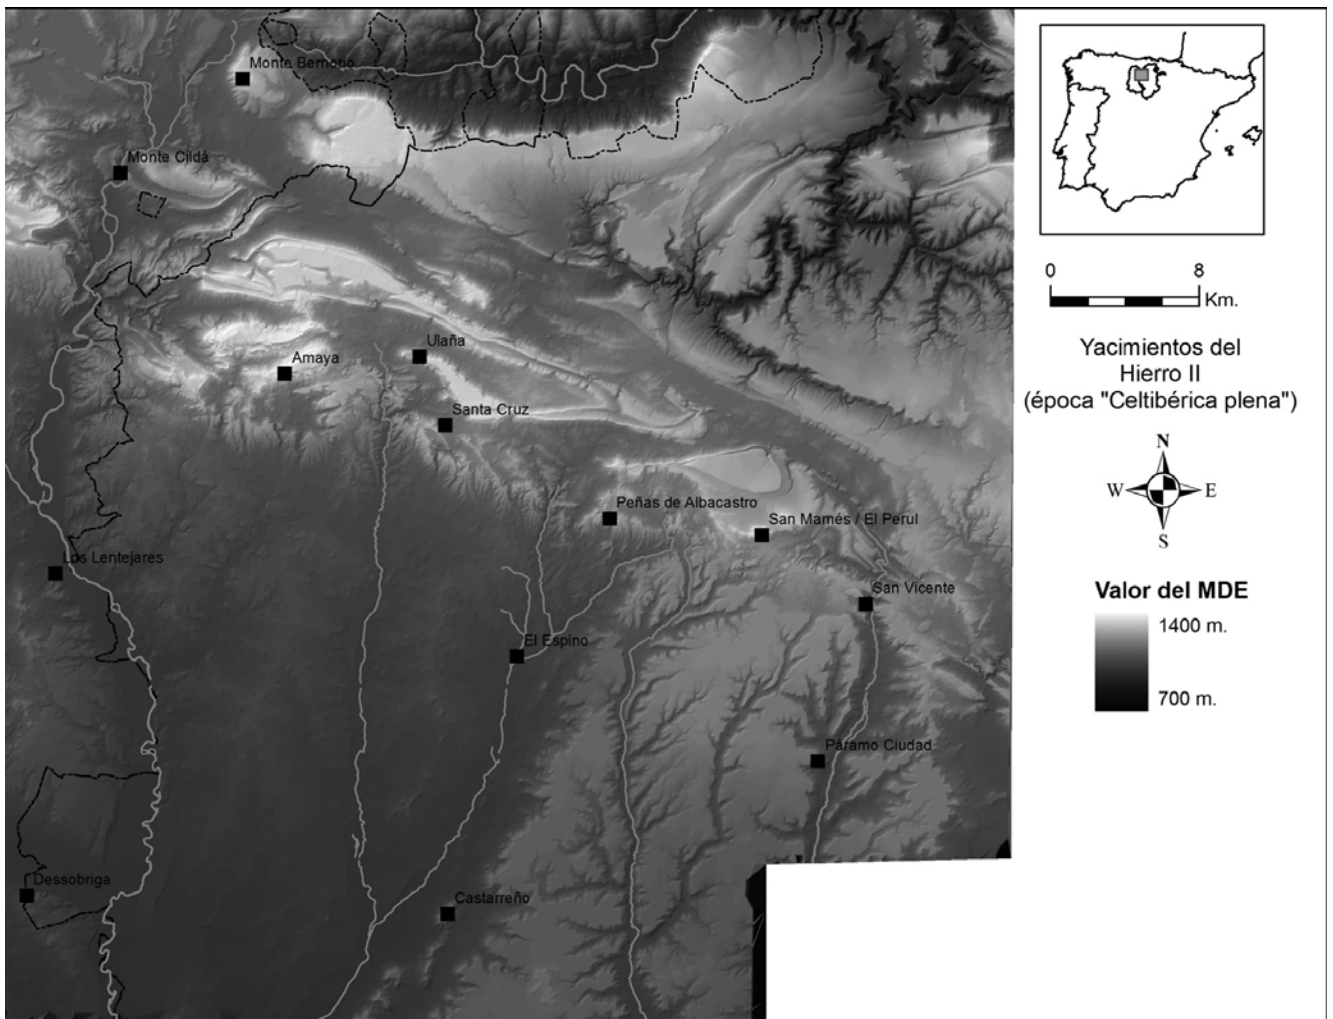 Monte Bernorio
Monte Cildá
Ulaña
Amaya
Santa Cruz
Peñas de Albacastro
San Mamés / El Perul
Los Lentejares
San Vicente
El Espino
Páramo Ciudad
Dessobriga
Castarreño
0 8
Km.
Yacimientos del
Hierro II
(época "Celtibérica plena")
N
W E
S
Valor del MDE
1400 m.
700 m.